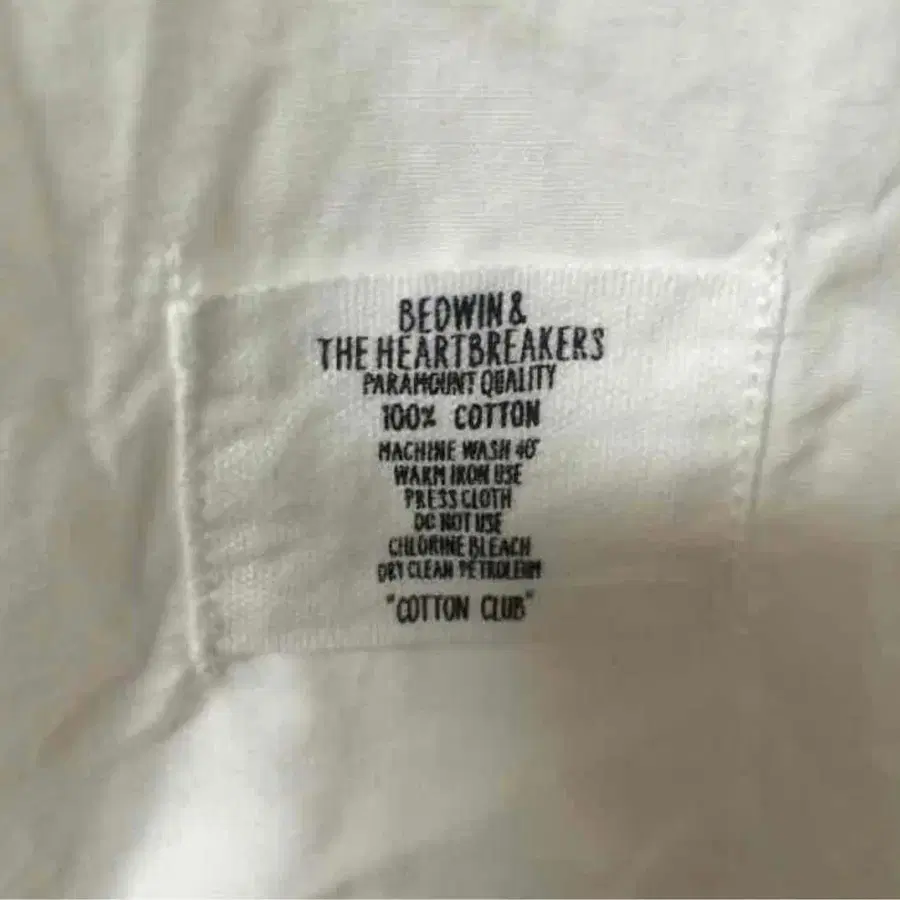 BEDWIN &
THE HEARTBREAKERS
PARAMOUNT QUALITY
100% COTTON
MACHINE WASH 40°
WARM IRON USE
PRESS CLOTH
DO NOT USE
CHLORINE BLEACH
DRY CLEAN PETROLEUM
"COTTON CLUB"